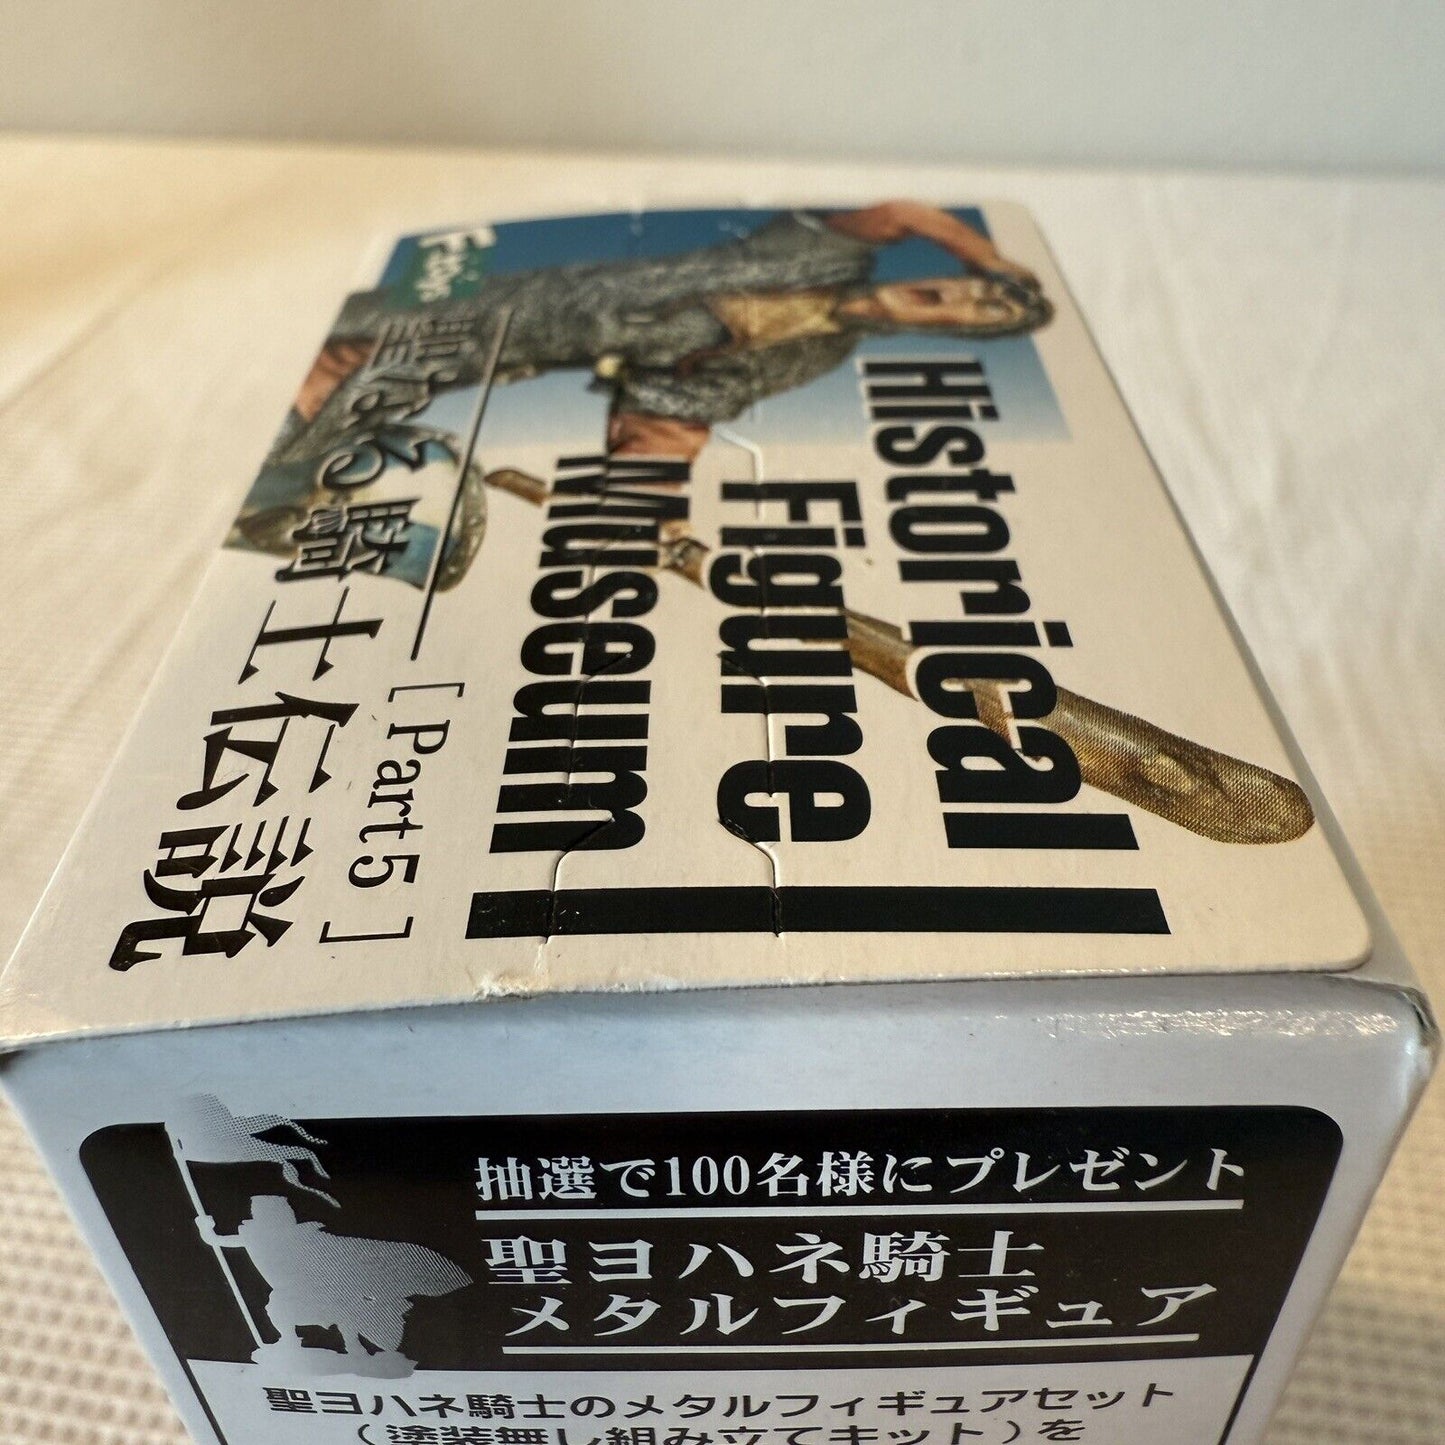 F-toys
Historical
Figure
Museum
聖なる騎士伝説
[Part5]
抽選で100名様にプレゼント
聖ヨハネ騎士
メタルフィギュア
聖ヨハネ騎士のメタルフィギュアセット
(塗装無し組み立てキット)を